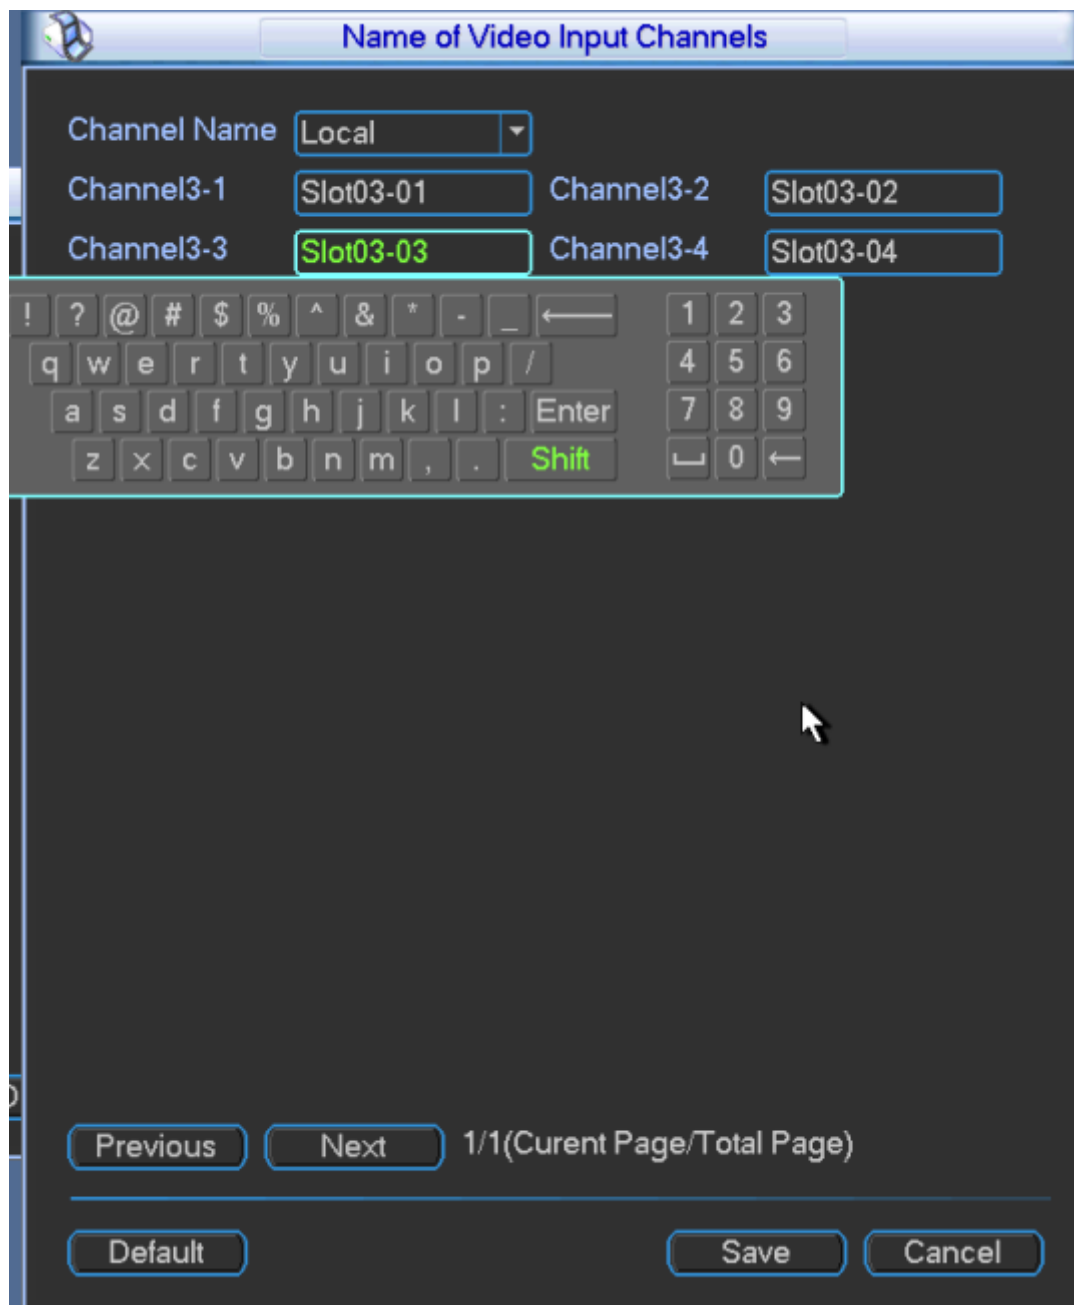 Name of Video Input Channels
Channel Name Local
Channel3-1 Slot03-01 Channel3-2 Slot03-02
Channel3-3 Slot03-03 Channel3-4 Slot03-04
! ? @ # $ % ^ & * - _ 1 2 3
q w e r t y u i o p / 4 5 6
a s d f g h j k l : Enter 7 8 9
z x c v b n m , . Shift 0
Previous Next 1/1(Curent Page/Total Page)
Default Save Cancel